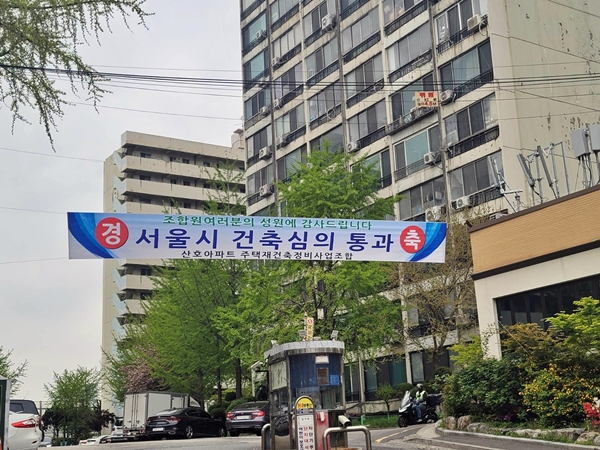 조합원여러분의 성원에 감사드립니다
경 서울시 건축심의 통과 축
산호아파트 주택재건축정비사업조합